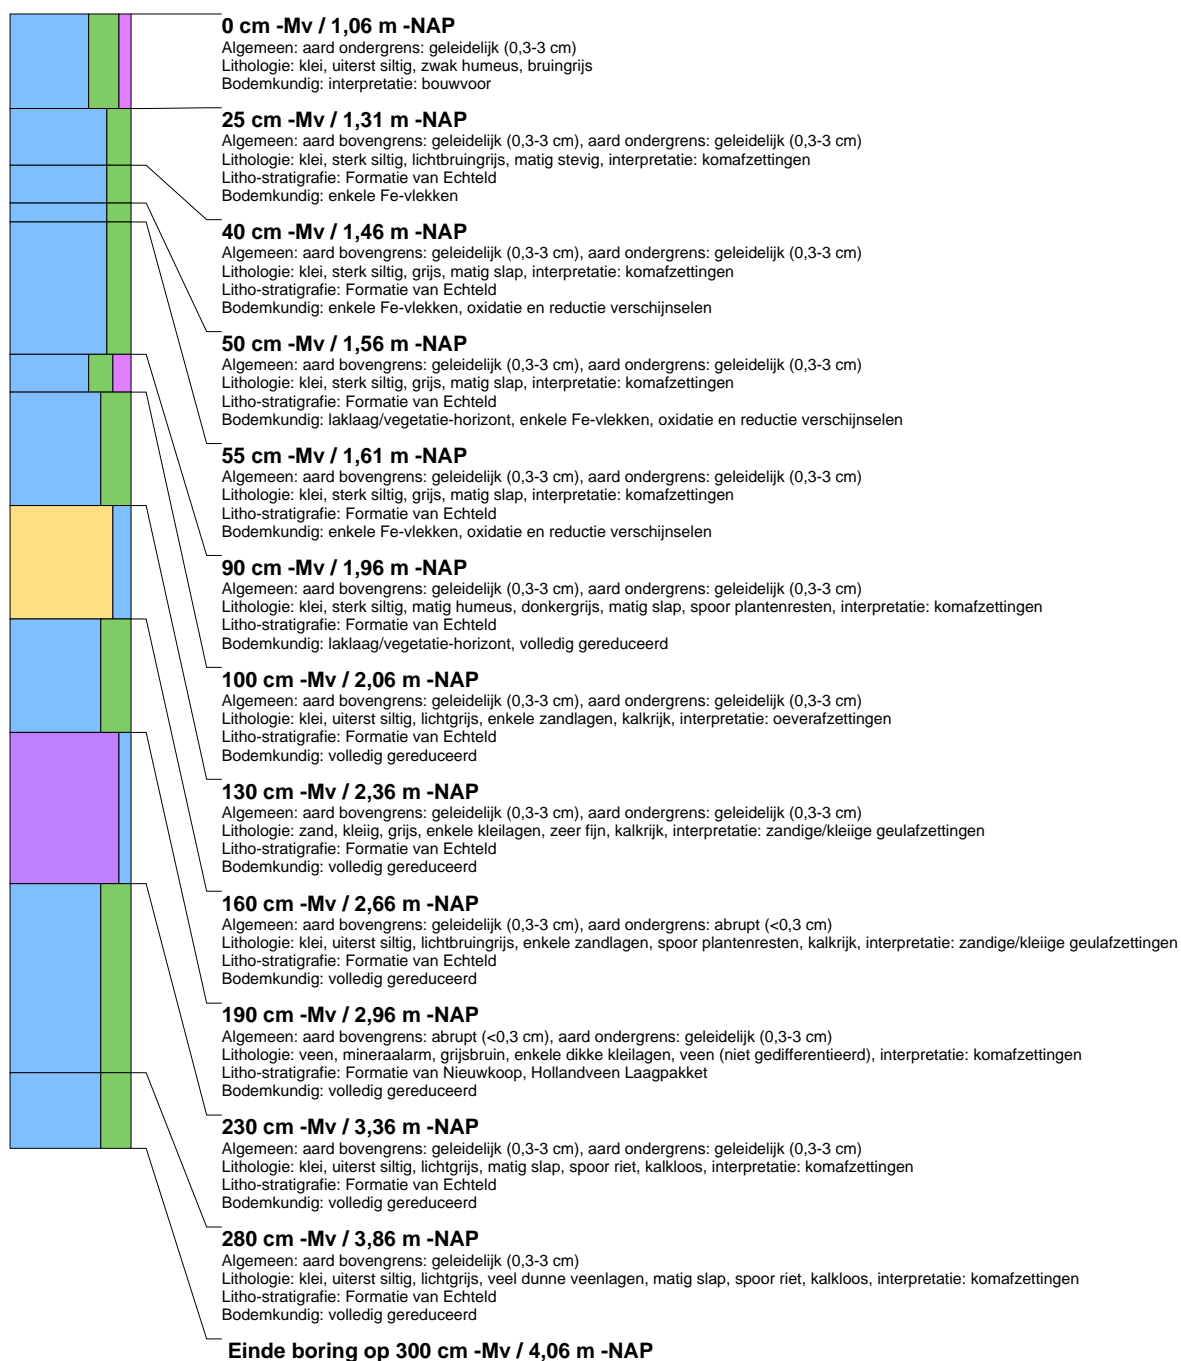 0 cm -Mv / 1,06 m -NAP
Algemeen: aard ondergrens: geleidelijk (0,3-3 cm)
Lithologie: klei, uiterst siltig, zwak humeus, bruingrijs
Bodemkundig: interpretatie: bouwvoor
25 cm -Mv / 1,31 m -NAP
Algemeen: aard bovengrens: geleidelijk (0,3-3 cm), aard ondergrens: geleidelijk (0,3-3 cm)
Lithologie: klei, sterk siltig, lichtbruingrijs, matig stevig, interpretatie: komafzettingen
Litho-stratigrafie: Formatie van Echteld
Bodemkundig: enkele Fe-vlekken
40 cm -Mv / 1,46 m -NAP
Algemeen: aard bovengrens: geleidelijk (0,3-3 cm), aard ondergrens: geleidelijk (0,3-3 cm)
Lithologie: klei, sterk siltig, grijs, matig slap, interpretatie: komafzettingen
Litho-stratigrafie: Formatie van Echteld
Bodemkundig: enkele Fe-vlekken, oxidatie en reductie verschijnselen
50 cm -Mv / 1,56 m -NAP
Algemeen: aard bovengrens: geleidelijk (0,3-3 cm), aard ondergrens: geleidelijk (0,3-3 cm)
Lithologie: klei, sterk siltig, grijs, matig slap, interpretatie: komafzettingen
Litho-stratigrafie: Formatie van Echteld
Bodemkundig: laklaag/vegetatie-horizont, enkele Fe-vlekken, oxidatie en reductie verschijnselen
55 cm -Mv / 1,61 m -NAP
Algemeen: aard bovengrens: geleidelijk (0,3-3 cm), aard ondergrens: geleidelijk (0,3-3 cm)
Lithologie: klei, sterk siltig, grijs, matig slap, interpretatie: komafzettingen
Litho-stratigrafie: Formatie van Echteld
Bodemkundig: enkele Fe-vlekken, oxidatie en reductie verschijnselen
90 cm -Mv / 1,96 m -NAP
Algemeen: aard bovengrens: geleidelijk (0,3-3 cm), aard ondergrens: geleidelijk (0,3-3 cm)
Lithologie: klei, sterk siltig, matig humeus, donkergrijs, matig slap, spoor plantenresten, interpretatie: komafzettingen
Litho-stratigrafie: Formatie van Echteld
Bodemkundig: laklaag/vegetatie-horizont, volledig gereduceerd
100 cm -Mv / 2,06 m -NAP
Algemeen: aard bovengrens: geleidelijk (0,3-3 cm), aard ondergrens: geleidelijk (0,3-3 cm)
Lithologie: klei, uiterst siltig, lichtgrijs, enkele zandlagen, kalkrijk, interpretatie: oeverafzettingen
Litho-stratigrafie: Formatie van Echteld
Bodemkundig: volledig gereduceerd
130 cm -Mv / 2,36 m -NAP
Algemeen: aard bovengrens: geleidelijk (0,3-3 cm), aard ondergrens: geleidelijk (0,3-3 cm)
Lithologie: zand, kleiig, grijs, enkele kleilagen, zeer fijn, kalkrijk, interpretatie: zandige/kleiige geulafzettingen
Litho-stratigrafie: Formatie van Echteld
Bodemkundig: volledig gereduceerd
160 cm -Mv / 2,66 m -NAP
Algemeen: aard bovengrens: geleidelijk (0,3-3 cm), aard ondergrens: abrupt (<0,3 cm)
Lithologie: klei, uiterst siltig, lichtbruingrijs, enkele zandlagen, spoor plantenresten, kalkrijk, interpretatie: zandige/kleiige geulafzettingen
Litho-stratigrafie: Formatie van Echteld
Bodemkundig: volledig gereduceerd
190 cm -Mv / 2,96 m -NAP
Algemeen: aard bovengrens: abrupt (<0,3 cm), aard ondergrens: geleidelijk (0,3-3 cm)
Lithologie: veen, mineraalarm, grijsbruin, enkele dikke kleilagen, veen (niet gedifferentieerd), interpretatie: komafzettingen
Litho-stratigrafie: Formatie van Nieuwkoop, Hollandveen Laagpakket
Bodemkundig: volledig gereduceerd
230 cm -Mv / 3,36 m -NAP
Algemeen: aard bovengrens: geleidelijk (0,3-3 cm), aard ondergrens: geleidelijk (0,3-3 cm)
Lithologie: klei, uiterst siltig, lichtgrijs, matig slap, spoor riet, kalkloos, interpretatie: komafzettingen
Litho-stratigrafie: Formatie van Echteld
Bodemkundig: volledig gereduceerd
280 cm -Mv / 3,86 m -NAP
Algemeen: aard bovengrens: geleidelijk (0,3-3 cm)
Lithologie: klei, uiterst siltig, lichtgrijs, veel dunne veenlagen, matig slap, spoor riet, kalkloos, interpretatie: komafzettingen
Litho-stratigrafie: Formatie van Echteld
Bodemkundig: volledig gereduceerd
Einde boring op 300 cm -Mv / 4,06 m -NAP